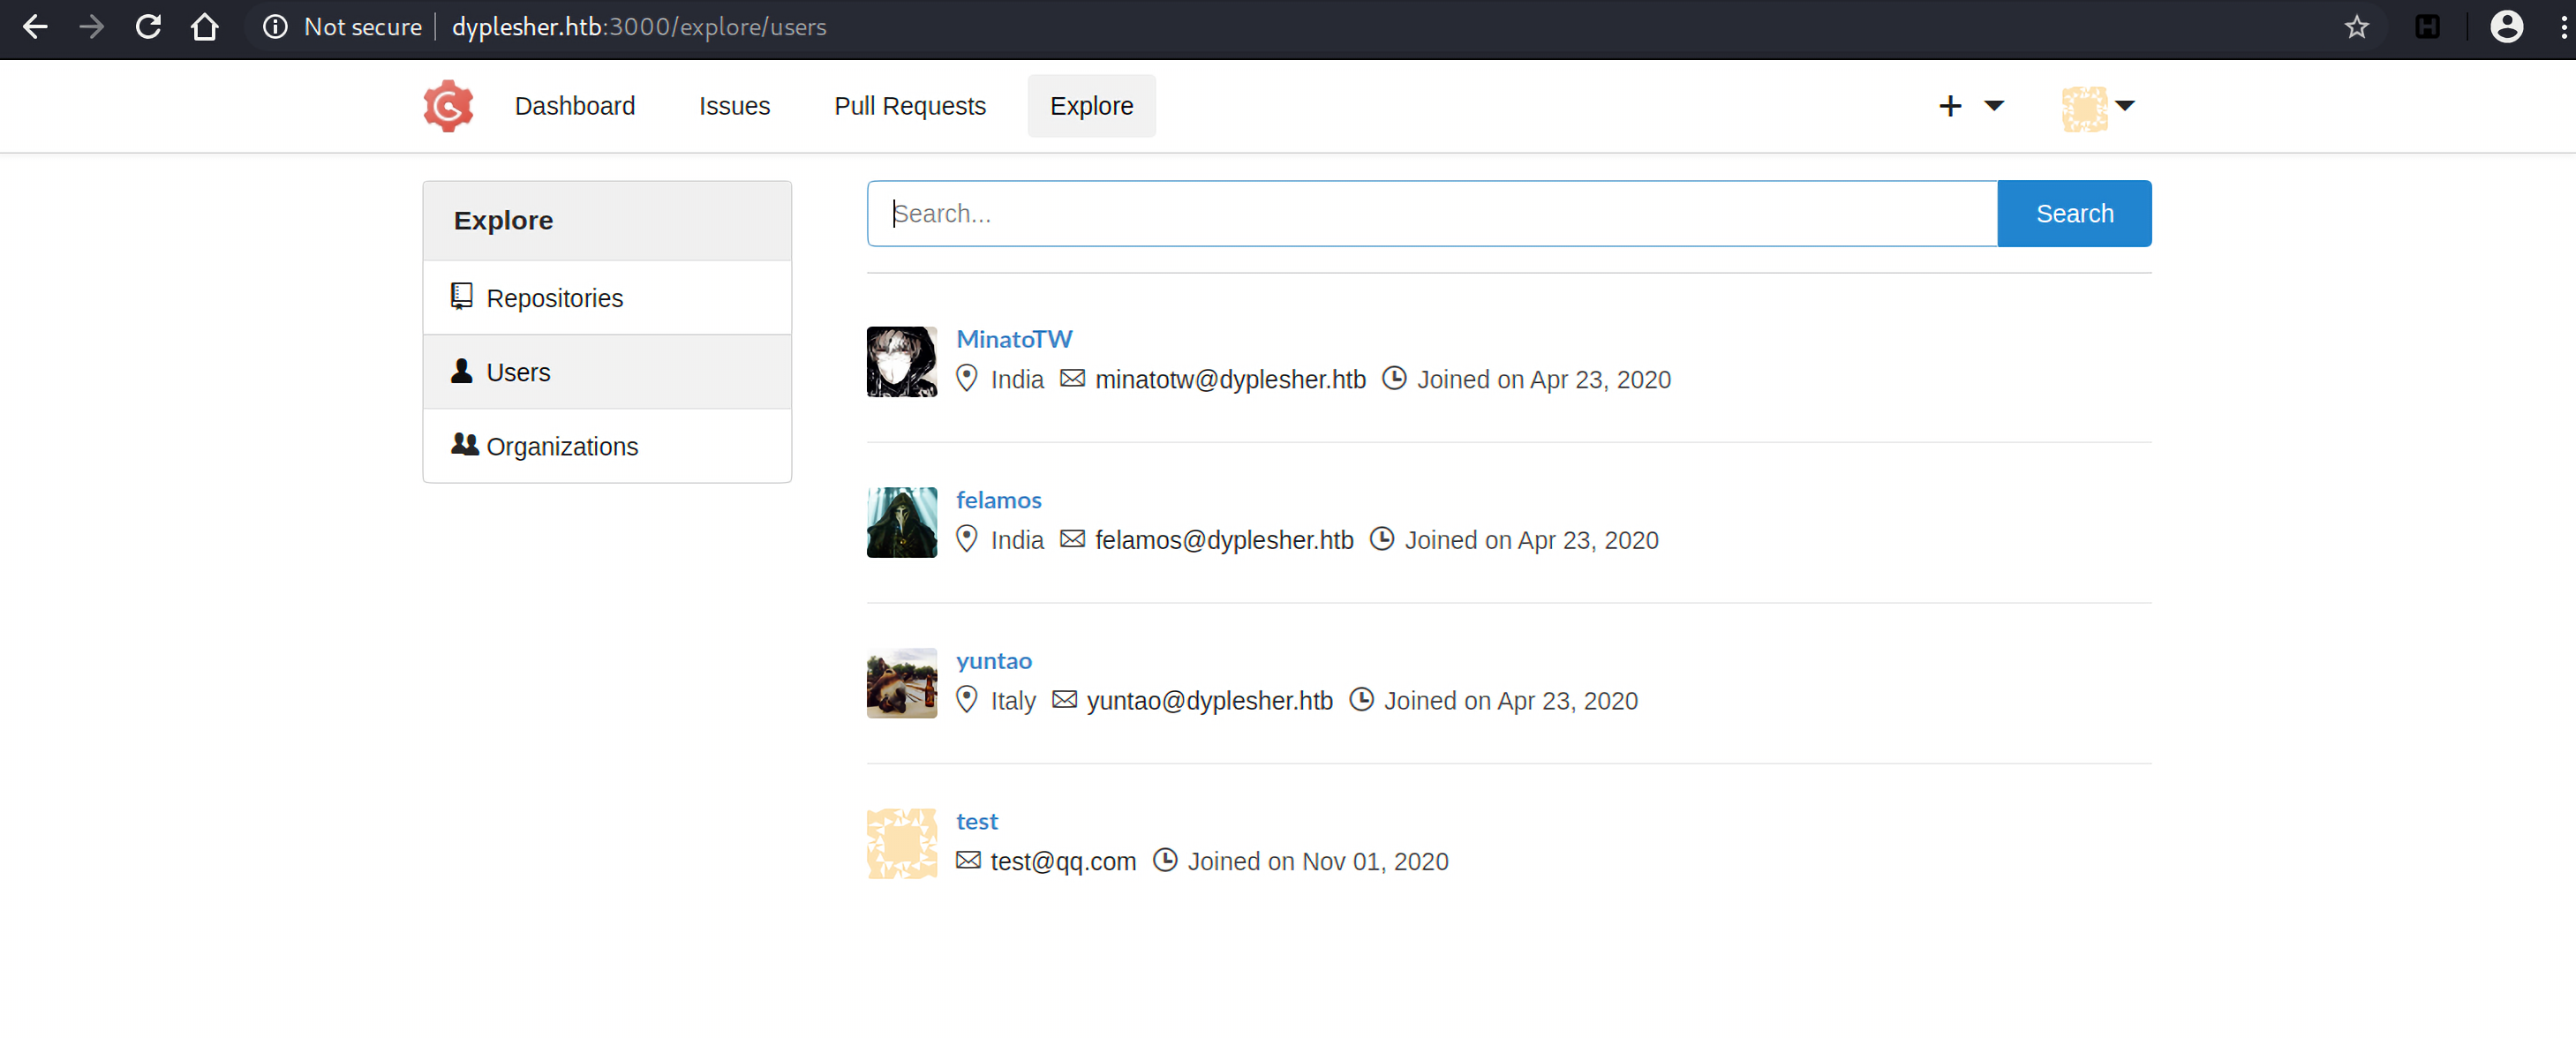 Not secure dyplesher.htb:3000/explore/users
Dashboard Issues Pull Requests Explore
Explore
Repositories
Users
Organizations
Search... Search
MinatoTW
India minatotw@dyplesher.htb Joined on Apr 23, 2020
felamos
India felamos@dyplesher.htb Joined on Apr 23, 2020
yuntao
Italy yuntao@dyplesher.htb Joined on Apr 23, 2020
test
test@qq.com Joined on Nov 01, 2020